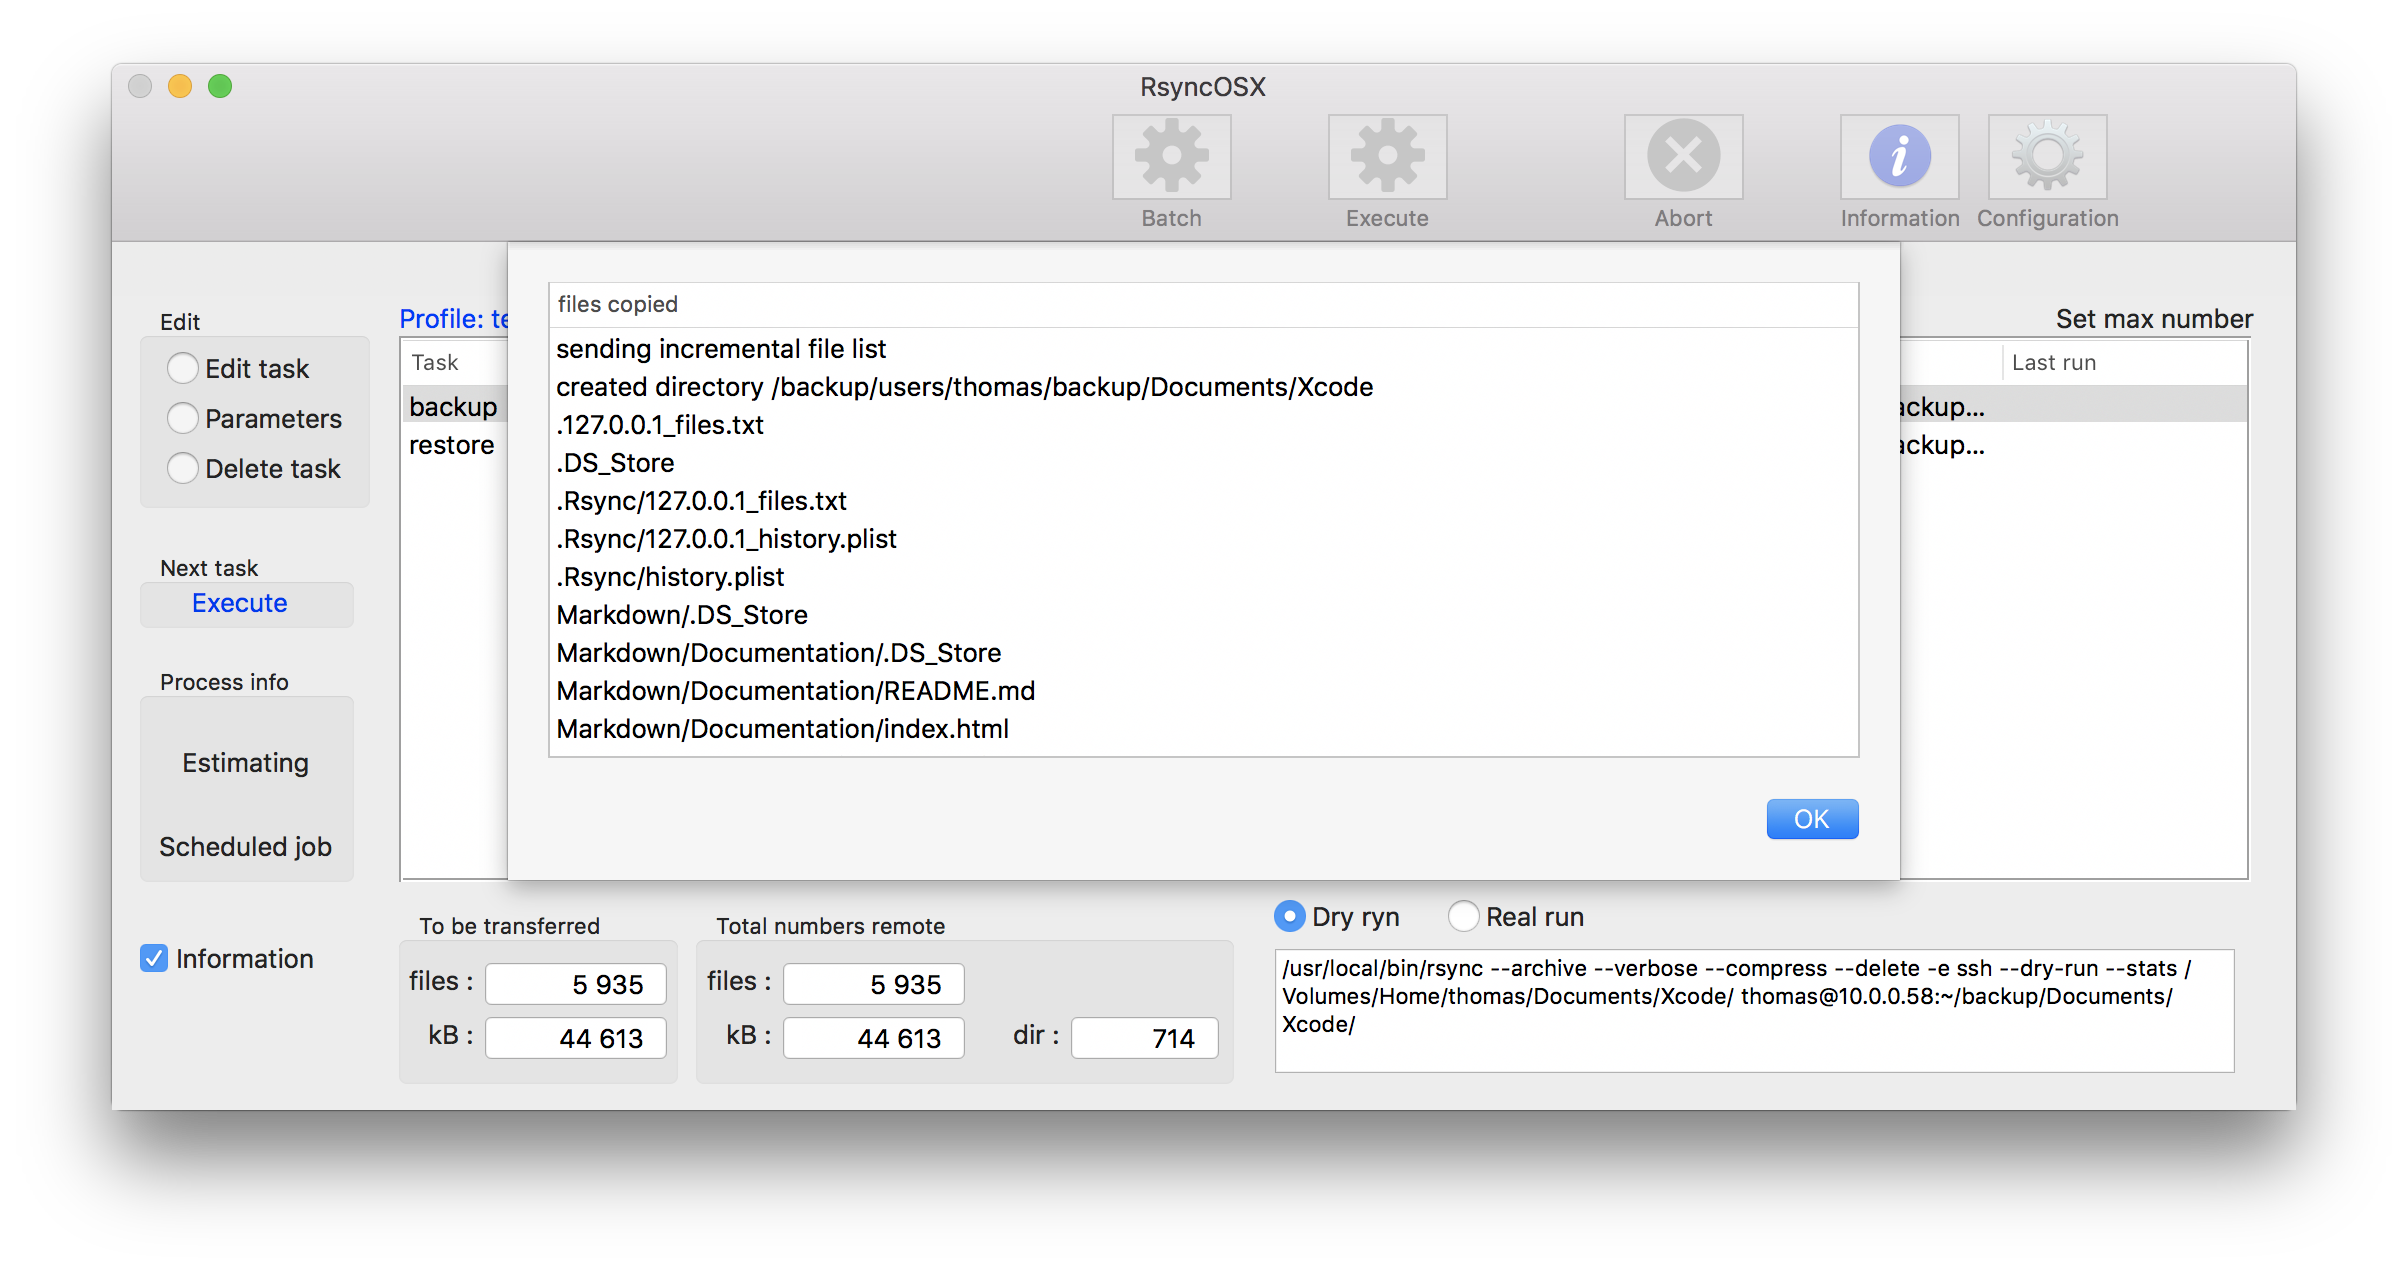 RsyncOSX
Batch
Execute
Abort
Information
Configuration
Edit
Edit task
Parameters
Delete task
Next task
Execute
Process info
Estimating
Scheduled job
Information
Profile: te
Set max number
Task
Last run
backup
ackup...
restore
ackup...
files copied
sending incremental file list
created directory /backup/users/thomas/backup/Documents/Xcode
.127.0.0.1_files.txt
.DS_Store
.Rsync/127.0.0.1_files.txt
.Rsync/127.0.0.1_history.plist
.Rsync/history.plist
Markdown/.DS_Store
Markdown/Documentation/.DS_Store
Markdown/Documentation/README.md
Markdown/Documentation/index.html
OK
To be transferred
files : 5 935
kB : 44 613
Total numbers remote
files : 5 935
kB : 44 613 dir : 714
Dry ryn Real run
/usr/local/bin/rsync --archive --verbose --compress --delete -e ssh --dry-run --stats /
Volumes/Home/thomas/Documents/Xcode/ thomas@10.0.0.58:~/backup/Documents/
Xcode/